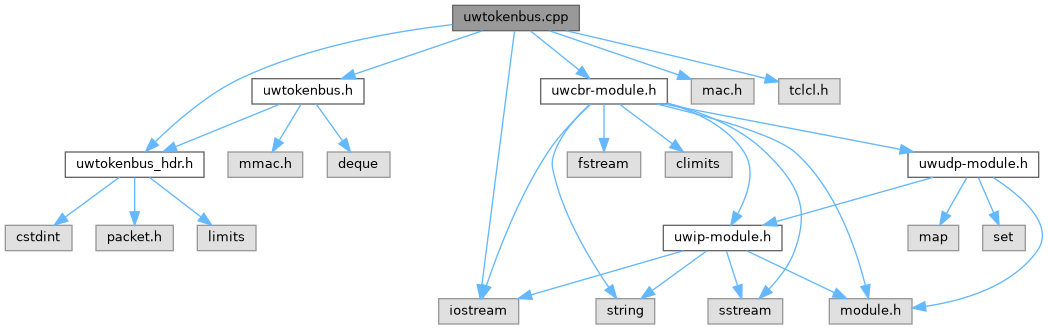 uwtokenbus.cpp
uwtokenbus.h
uwcbr-module.h
mac.h
tclcl.h
uwtokenbus_hdr.h
mmac.h
deque
fstream
climits
uwudp-module.h
cstdint
packet.h
limits
uwip-module.h
map
set
iostream
string
sstream
module.h